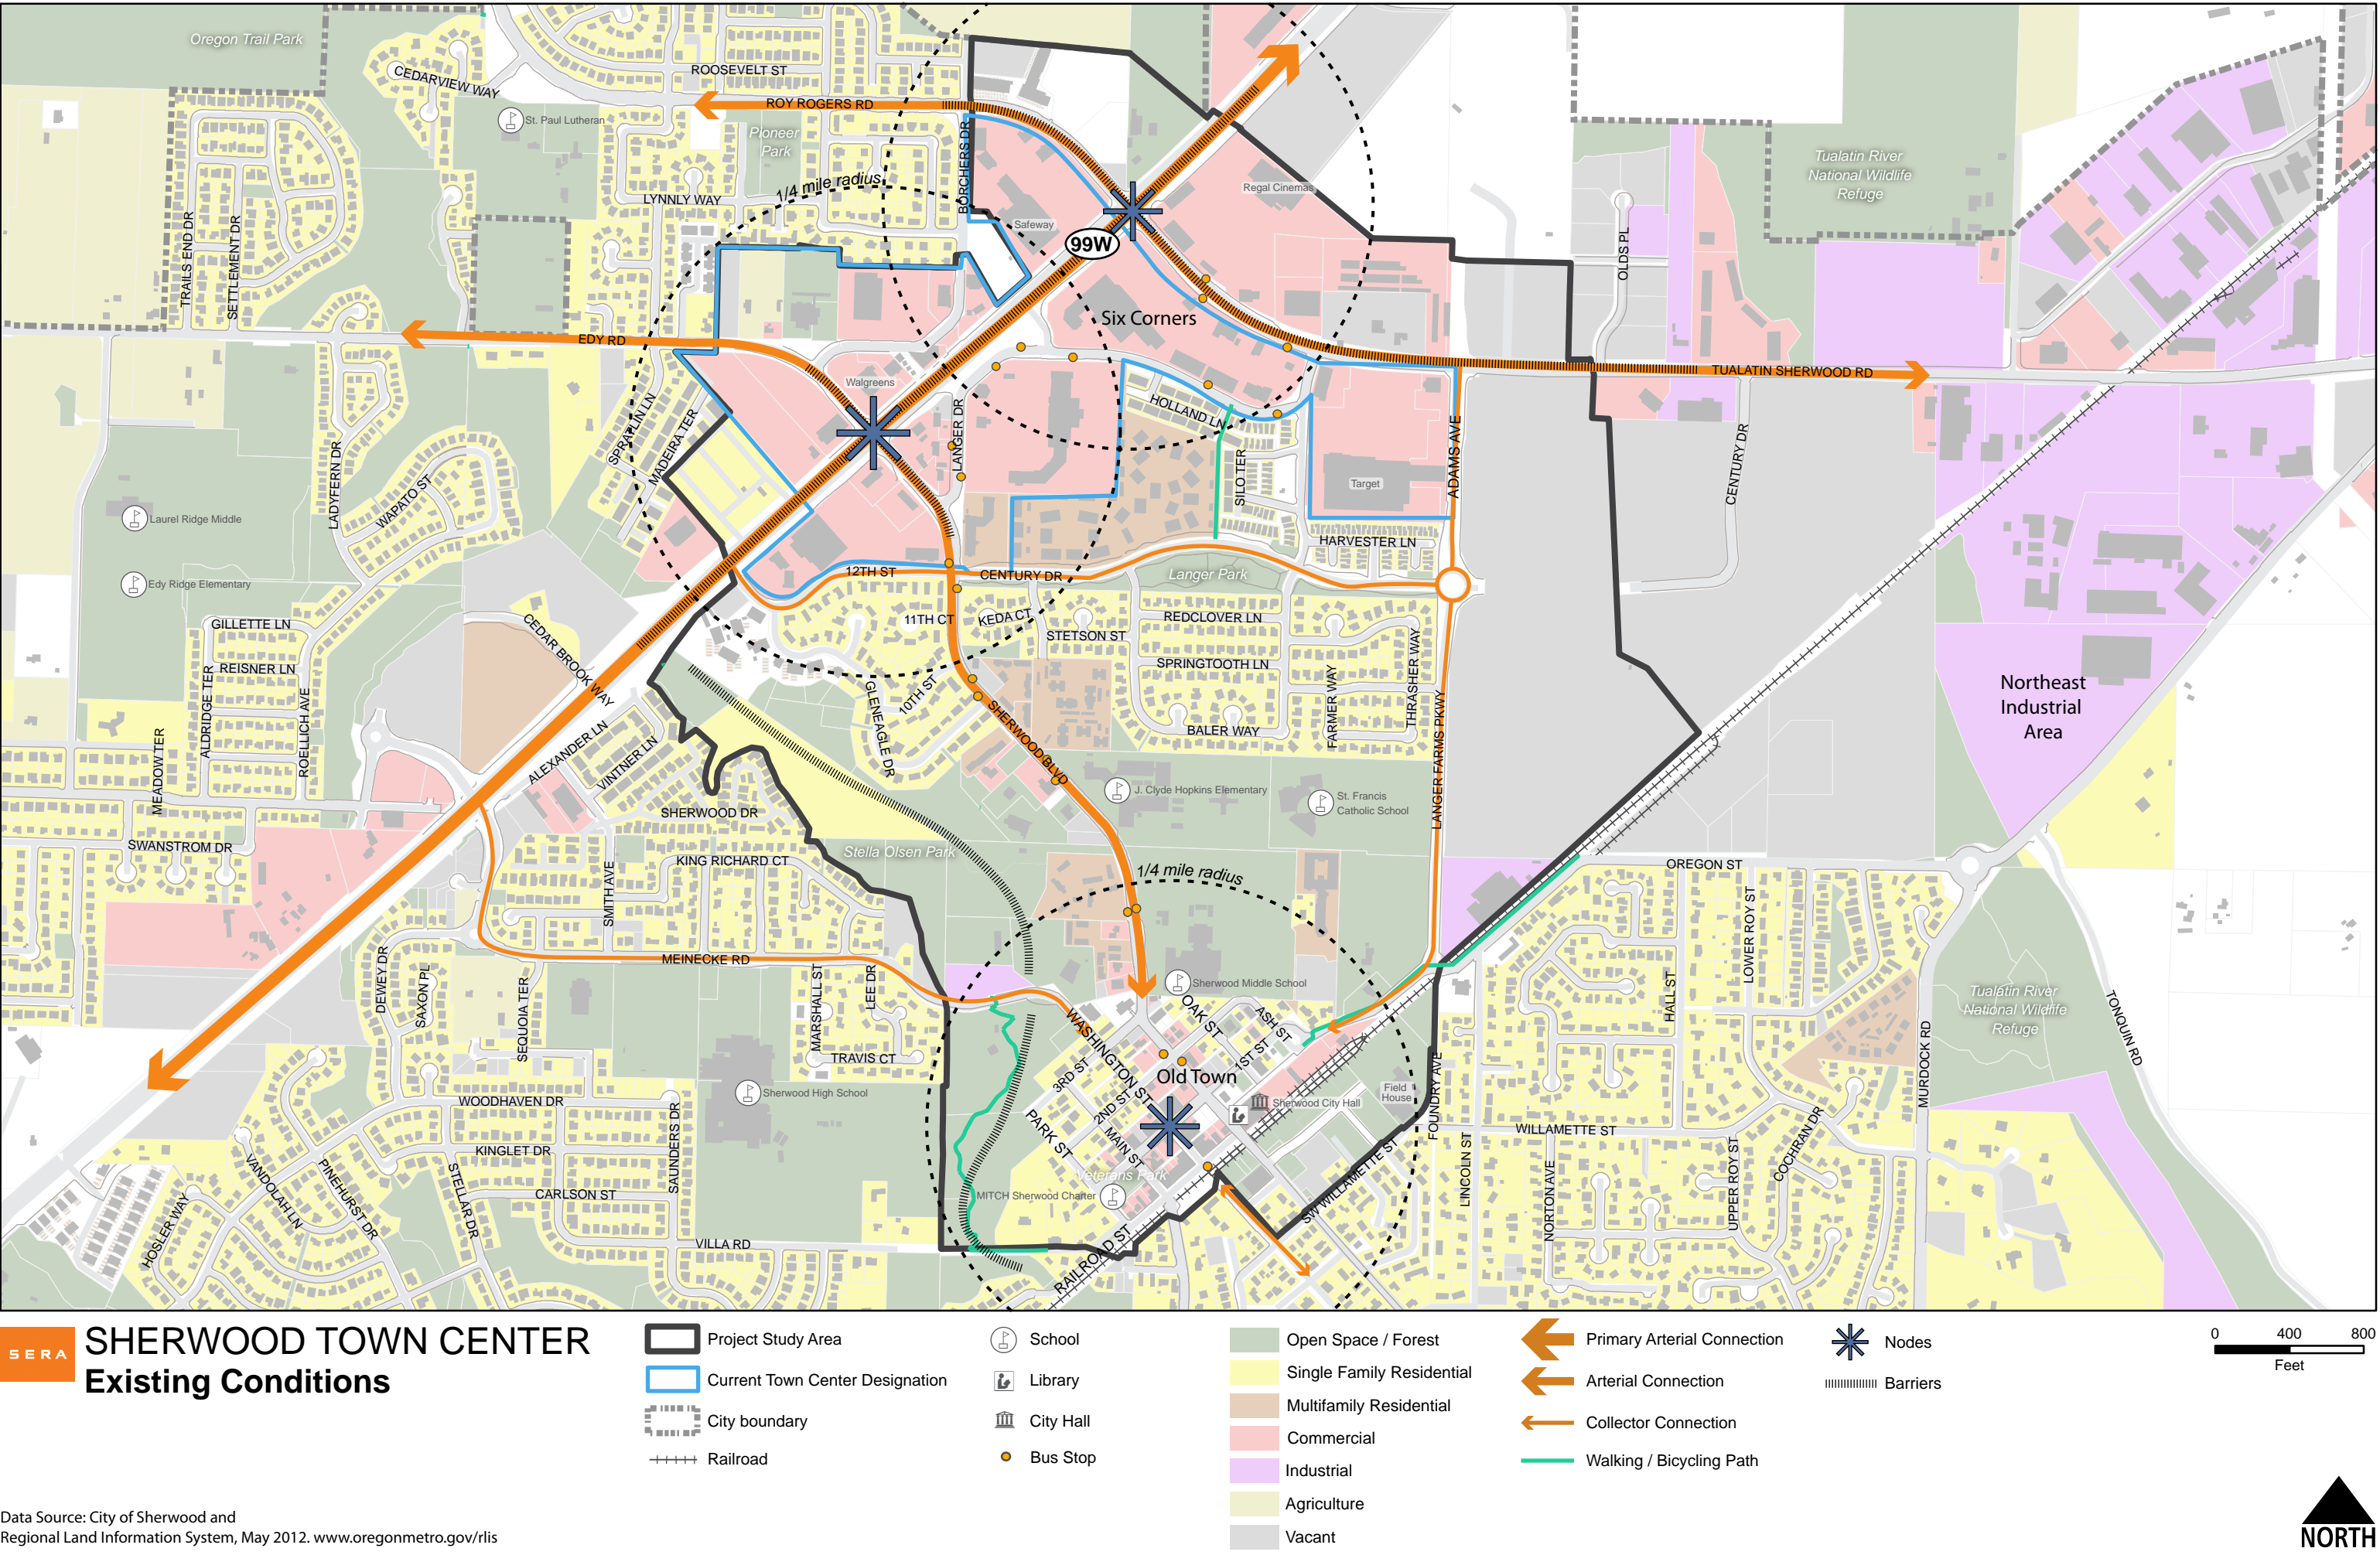 Oregon Trail Park
CEDARVIEW WAY
ROOSEVELT ST
ROY ROGERS RD
St. Paul Lutheran
Pioneer
Park
BORCHERS DR
1/4 mile radius
LYNNLY WAY
Safeway
99W
Regal Cinemas
Tualatin River
National Wildlife
Refuge
TRAILS END DR
SETTLEMENT DR
OLDS PL
Six Corners
EDY RD
TUALATIN SHERWOOD RD
Walgreens
HOLLAND LN
SPRATLIN LN
MADEIRA TER
LANGER DR
ADAMS AVE
CENTURY DR
LADYFERN DR
WAPATO ST
SILO TER
Target
Laurel Ridge Middle
HARVESTER LN
Edy Ridge Elementary
12TH ST
CENTURY DR
Langer Park
GILLETTE LN
CEDAR BROOK WAY
11TH CT
KEDA CT
STETSON ST
REDCLOVER LN
REISNER LN
ALDRIDGE TER
ROELLICH AVE
SPRINGTOOTH LN
FARMER WAY
THRASHER WAY
GLENEAGLE DR
10TH ST
SHERWOOD BLVD
BALER WAY
LANGER FARMS PKWY
Northeast
Industrial
Area
MEADOW TER
ALEXANDER LN
VINTNER LN
SHERWOOD DR
J. Clyde Hopkins Elementary
St. Francis
Catholic School
SWANSTROM DR
KING RICHARD CT
Stella Olsen Park
SMITH AVE
OREGON ST
1/4 mile radius
LOWER ROY ST
HALL ST
MEINECKE RD
DEWEY DR
SAXON PL
SEQUOIA TER
MARSHALL ST
LEE DR
Sherwood Middle School
Tualatin River
National Wildlife
Refuge
TONQUIN RD
MURDOCK RD
WASHINGTON ST
OAK ST
ASH ST
1ST ST
TRAVIS CT
3RD ST
Old Town
2ND ST
MAIN ST
PARK ST
Sherwood High School
Sherwood City Hall
Field
House
FOUNDRY AVE
WOODHAVEN DR
KINGLET DR
SAUNDERS DR
WILLAMETTE ST
COCHRAN DR
LINCOLN ST
NORTON AVE
UPPER ROY ST
VANDOLAH LN
PINEHURST DR
STELLAR DR
CARLSON ST
HOSLER WAY
VILLA RD
Veterans Park
MITCH Sherwood Charter
SW WILLAMETTE ST
RAILROAD ST
SERA
SHERWOOD TOWN CENTER
Existing Conditions
Project Study Area
Current Town Center Designation
City boundary
Railroad
School
Library
City Hall
Bus Stop
Open Space / Forest
Single Family Residential
Multifamily Residential
Commercial
Industrial
Agriculture
Vacant
Primary Arterial Connection
Arterial Connection
Collector Connection
Walking / Bicycling Path
Nodes
Barriers
0 400 800
Feet
NORTH
Data Source: City of Sherwood and
Regional Land Information System, May 2012. www.oregonmetro.gov/rlis